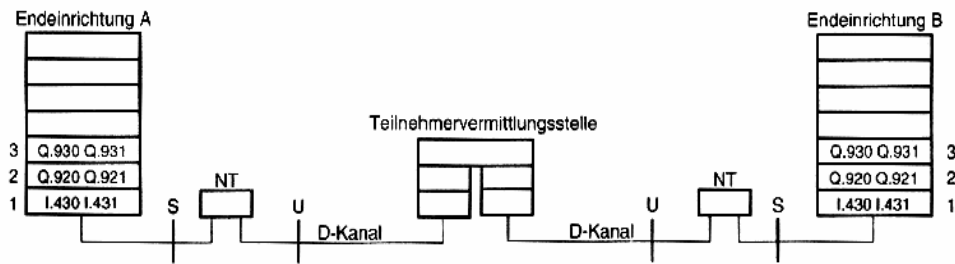 Endeinrichtung A
Endeinrichtung B
Teilnehmervermittlungsstelle
3 Q.930 Q.931
Q.930 Q.931 3
2 Q.920 Q.921
Q.920 Q.921 2
1 I.430 I.431
I.430 I.431 1
S NT U
U NT S
D-Kanal
D-Kanal